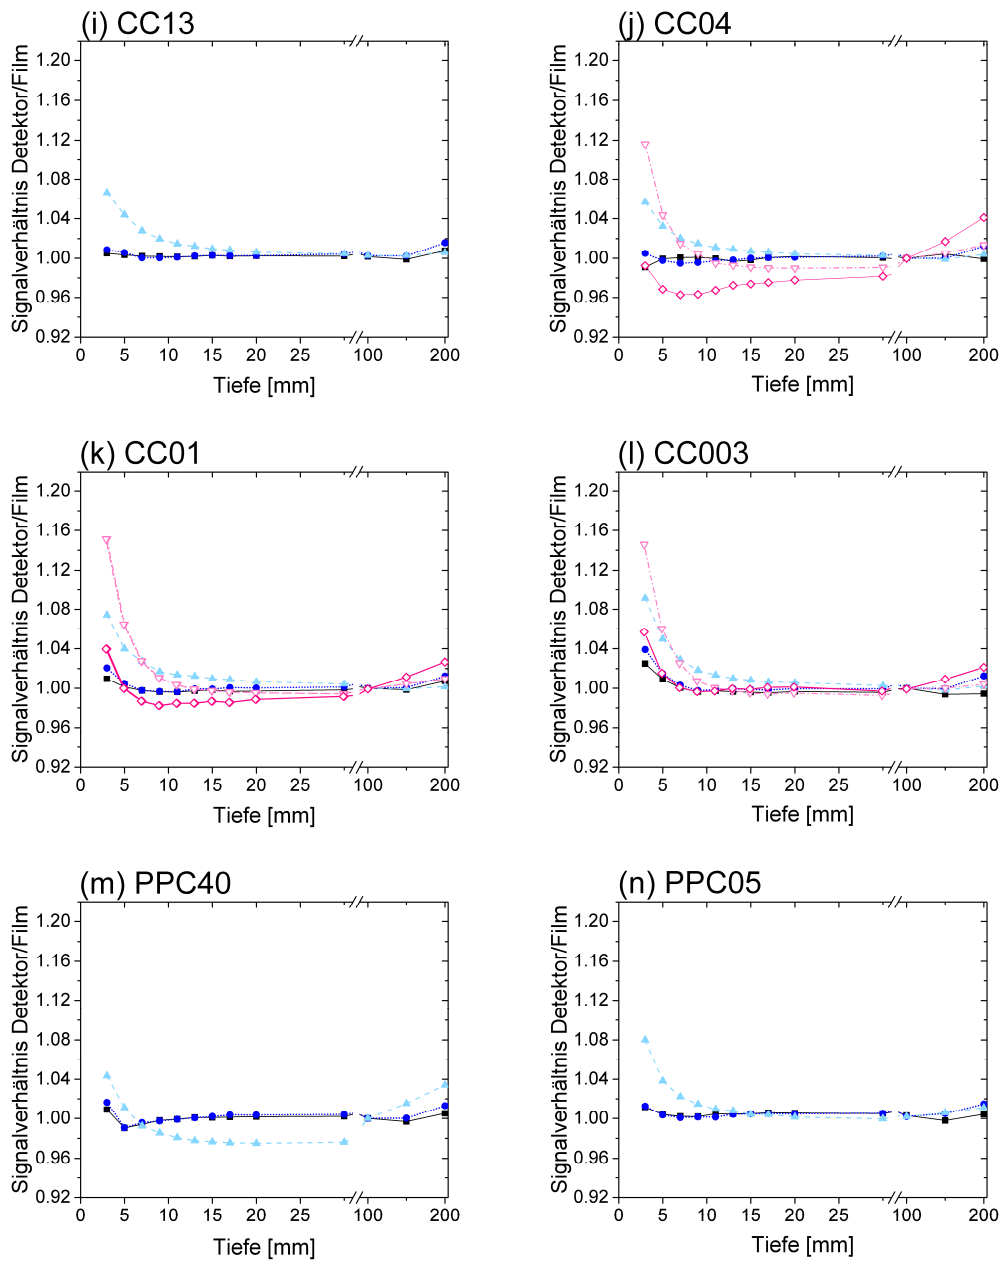 (i) CC13
Signalverhältnis Detektor/Film
1.20
1.16
1.12
1.08
1.04
1.00
0.96
0.92
0 5 10 15 20 25 100 200
Tiefe [mm]
(j) CC04
Signalverhältnis Detektor/Film
1.20
1.16
1.12
1.08
1.04
1.00
0.96
0.92
0 5 10 15 20 25 100 200
Tiefe [mm]
(k) CC01
Signalverhältnis Detektor/Film
1.20
1.16
1.12
1.08
1.04
1.00
0.96
0.92
0 5 10 15 20 25 100 200
Tiefe [mm]
(l) CC003
Signalverhältnis Detektor/Film
1.20
1.16
1.12
1.08
1.04
1.00
0.96
0.92
0 5 10 15 20 25 100 200
Tiefe [mm]
(m) PPC40
Signalverhältnis Detektor/Film
1.20
1.16
1.12
1.08
1.04
1.00
0.96
0.92
0 5 10 15 20 25 100 200
Tiefe [mm]
(n) PPC05
Signalverhältnis Detektor/Film
1.20
1.16
1.12
1.08
1.04
1.00
0.96
0.92
0 5 10 15 20 25 100 200
Tiefe [mm]